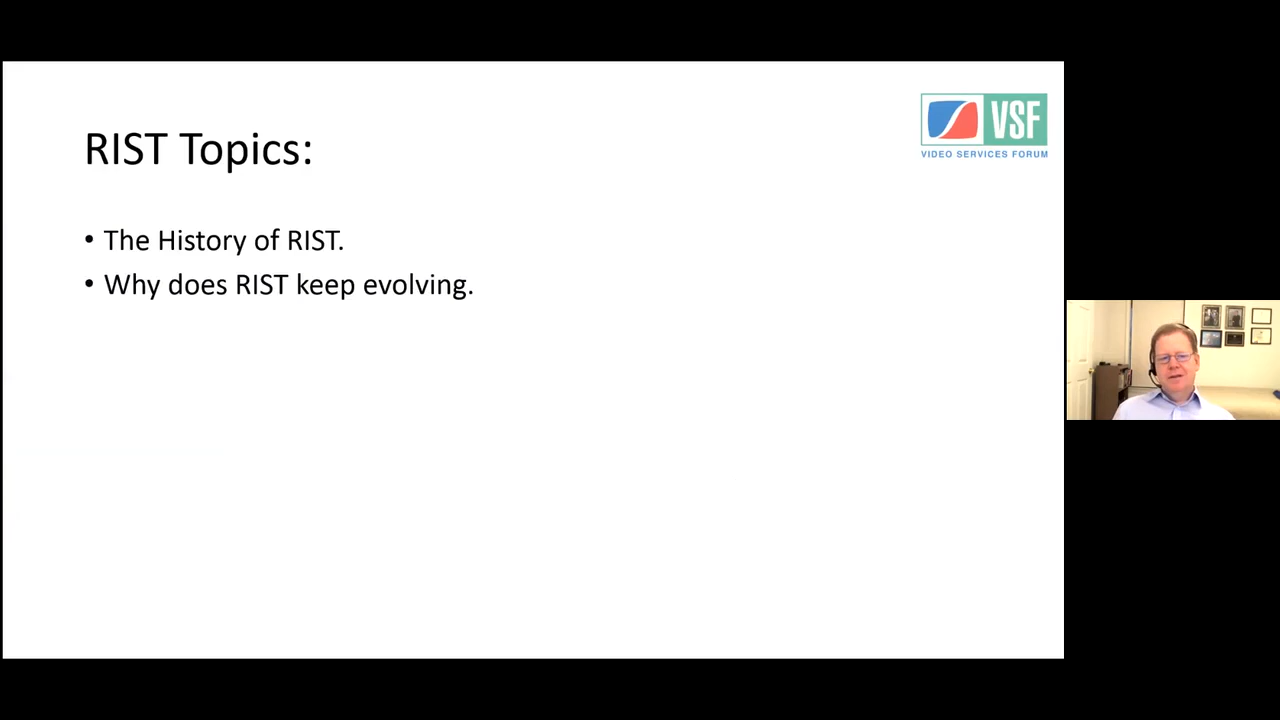 RIST Topics:
VSF
VIDEO SERVICES FORUM
• The History of RIST.
• Why does RIST keep evolving.